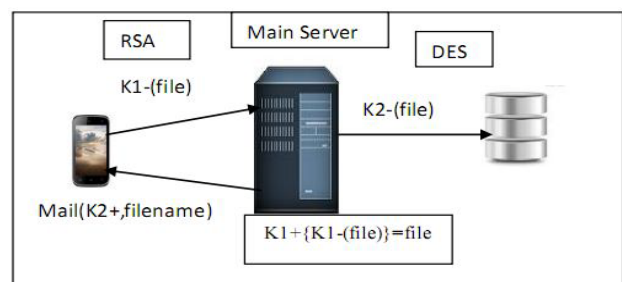 RSA
Main Server
DES
K1-(file)
K2-(file)
Mail(K2+,filename)
K1+{K1-(file)}=file